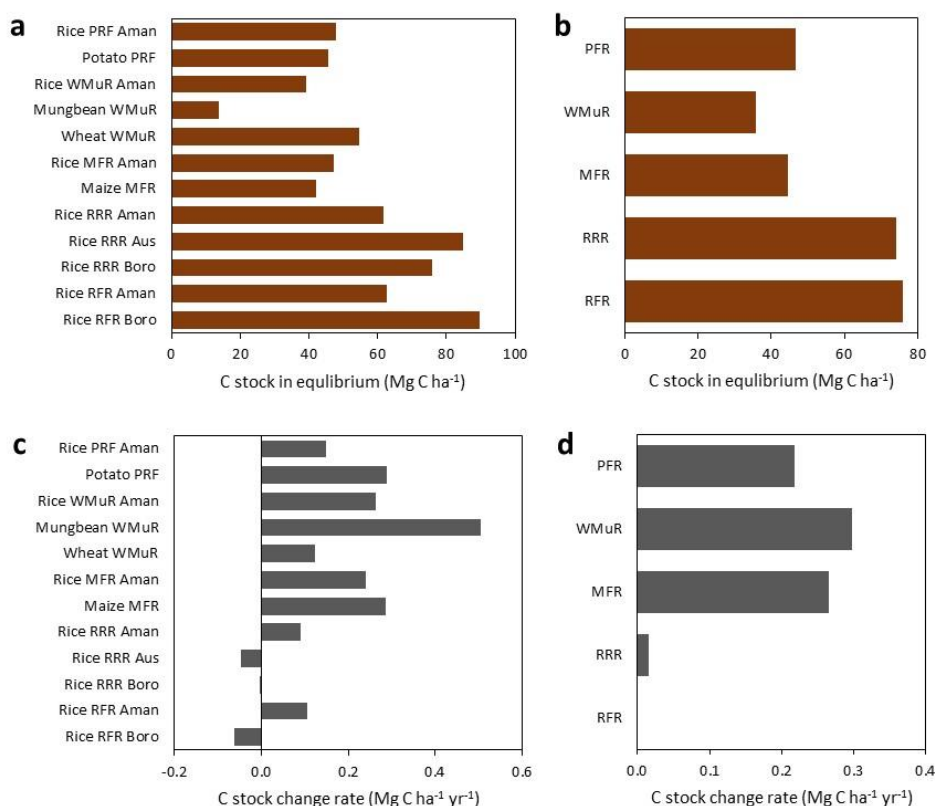 a
Rice PRF Aman
Potato PRF
Rice WMuR Aman
Mungbean WMuR
Wheat WMuR
Rice MFR Aman
Maize MFR
Rice RRR Aman
Rice RRR Aus
Rice RRR Boro
Rice RFR Aman
Rice RFR Boro
0 20 40 60 80 100
C stock in equlibrium (Mg C ha⁻¹)
b
PFR
WMuR
MFR
RRR
RFR
0 20 40 60 80
C stock in equlibrium (Mg C ha⁻¹)
c
Rice PRF Aman
Potato PRF
Rice WMuR Aman
Mungbean WMuR
Wheat WMuR
Rice MFR Aman
Maize MFR
Rice RRR Aman
Rice RRR Aus
Rice RRR Boro
Rice RFR Aman
Rice RFR Boro
-0.2 0.0 0.2 0.4 0.6
C stock change rate (Mg C ha⁻¹ yr⁻¹)
d
PFR
WMuR
MFR
RRR
RFR
0.0 0.1 0.2 0.3 0.4
C stock change rate (Mg C ha⁻¹ yr⁻¹)